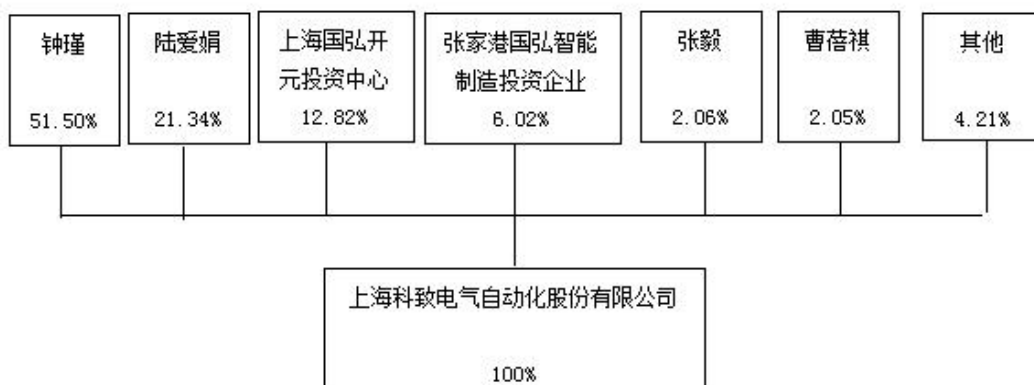 钟瑾
51.50%
陆爱娟
21.34%
上海国弘开
元投资中心
12.82%
张家港国弘智能
制造投资企业
6.02%
张毅
2.06%
曹蓓祺
2.05%
其他
4.21%
上海科致电气自动化股份有限公司
100%